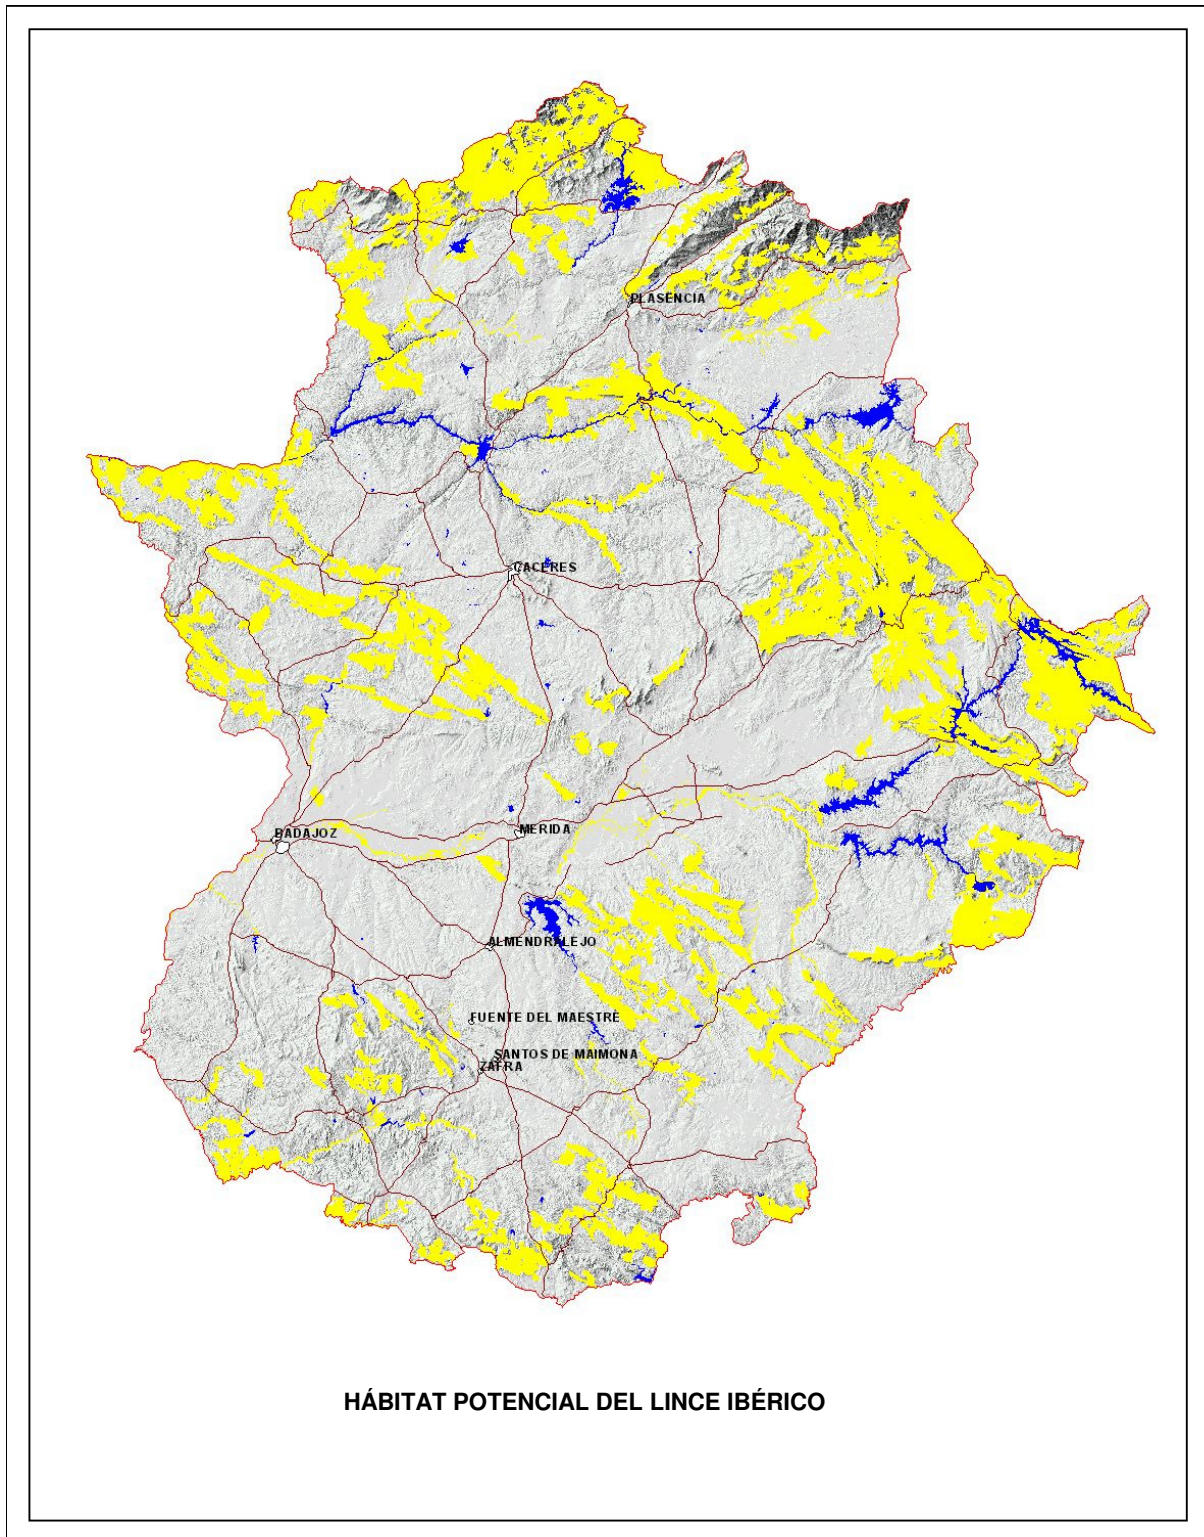 PLASENCIA
CACERES
BADAJOZ
MERIDA
ALMENDRALEJO
FUENTE DEL MAESTRE
SANTOS DE MAIMONA
ZAFRA
HÁBITAT POTENCIAL DEL LINCE IBÉRICO